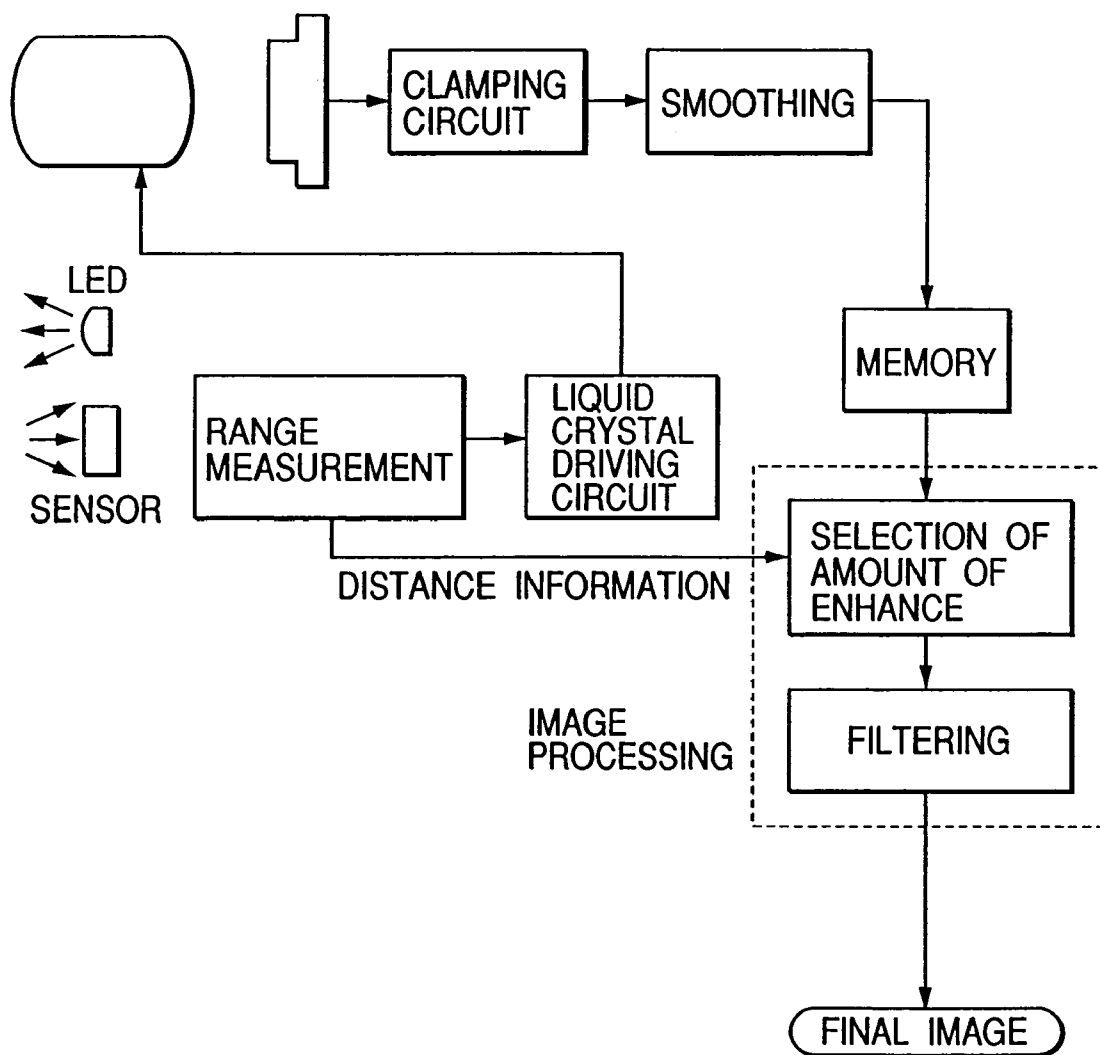 CLAMPING
CIRCUIT
SMOOTHING
LED
MEMORY
RANGE
MEASUREMENT
LIQUID
CRYSTAL
DRIVING
CIRCUIT
SENSOR
SELECTION OF
AMOUNT OF
ENHANCE
DISTANCE INFORMATION
IMAGE
PROCESSING
FILTERING
FINAL IMAGE